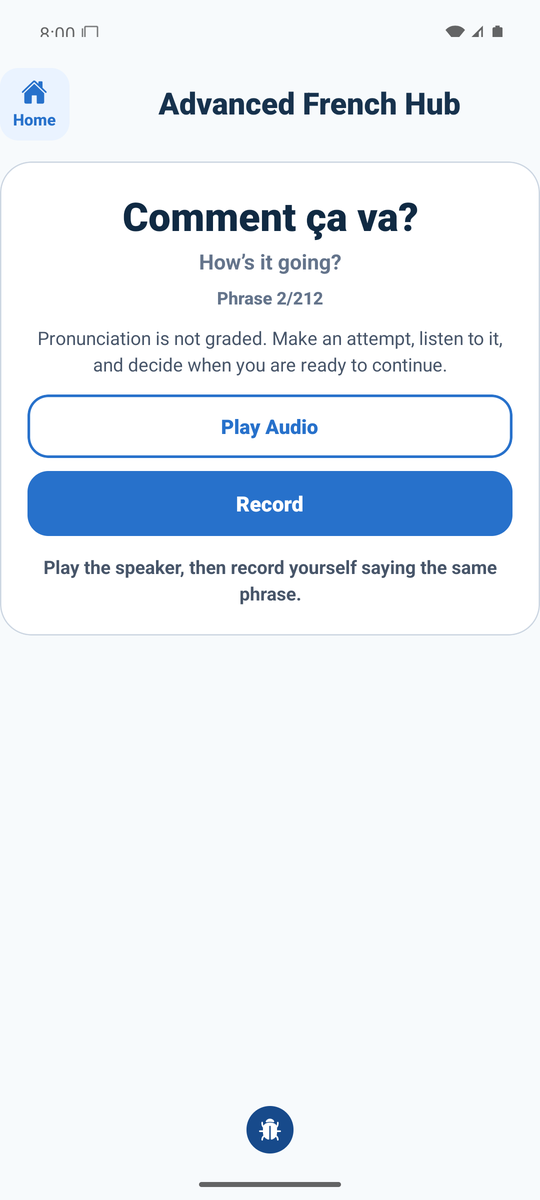 8:00
Home
Advanced French Hub
Comment ça va?
How’s it going?
Phrase 2/212
Pronunciation is not graded. Make an attempt, listen to it,
and decide when you are ready to continue.
Play Audio
Record
Play the speaker, then record yourself saying the same
phrase.